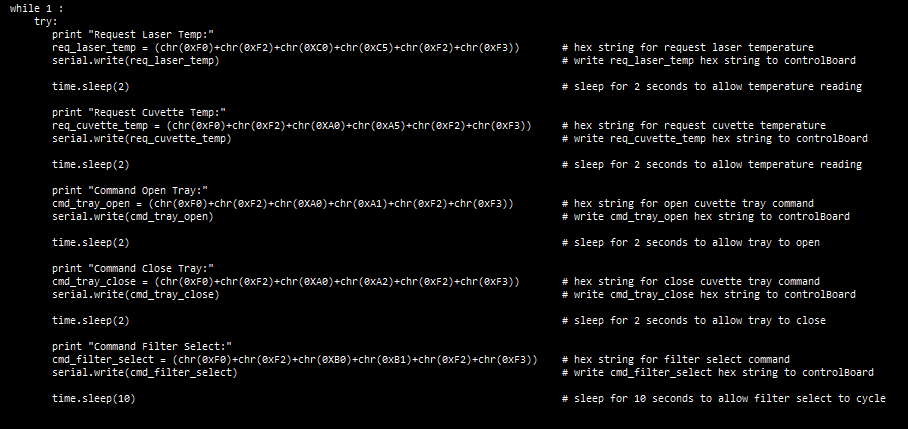 while 1 :
try:
print "Request Laser Temp:"
req_laser_temp = (chr(0xF0)+chr(0xF2)+chr(0XC0)+chr(0xC5)+chr(0xF2)+chr(0xF3)) # hex string for request laser temperature
serial.write(req_laser_temp) # write req_laser_temp hex string to controlBoard
time.sleep(2) # sleep for 2 seconds to allow temperature reading
print "Request Cuvette Temp:"
req_cuvette_temp = (chr(0xF0)+chr(0xF2)+chr(0XA0)+chr(0xA5)+chr(0xF2)+chr(0xF3)) # hex string for request cuvette temperature
serial.write(req_cuvette_temp) # write req_cuvette_temp hex string to controlBoard
time.sleep(2) # sleep for 2 seconds to allow temperature reading
print "Command Open Tray:"
cmd_tray_open = (chr(0xF0)+chr(0xF2)+chr(0XA0)+chr(0xA1)+chr(0xF2)+chr(0xF3)) # hex string for open cuvette tray command
serial.write(cmd_tray_open) # write cmd_tray_open hex string to controlBoard
time.sleep(2) # sleep for 2 seconds to allow tray to open
print "Command Close Tray:"
cmd_tray_close = (chr(0xF0)+chr(0xF2)+chr(0XA0)+chr(0xA2)+chr(0xF2)+chr(0xF3)) # hex string for close cuvette tray command
serial.write(cmd_tray_close) # write cmd_tray_close hex string to controlBoard
time.sleep(2) # sleep for 2 seconds to allow tray to close
print "Command Filter Select:"
cmd_filter_select = (chr(0xF0)+chr(0xF2)+chr(0XB0)+chr(0xB1)+chr(0xF2)+chr(0xF3)) # hex string for filter select command
serial.write(cmd_filter_select) # write cmd_filter_select hex string to controlBoard
time.sleep(10) # sleep for 10 seconds to allow filter select to cycle